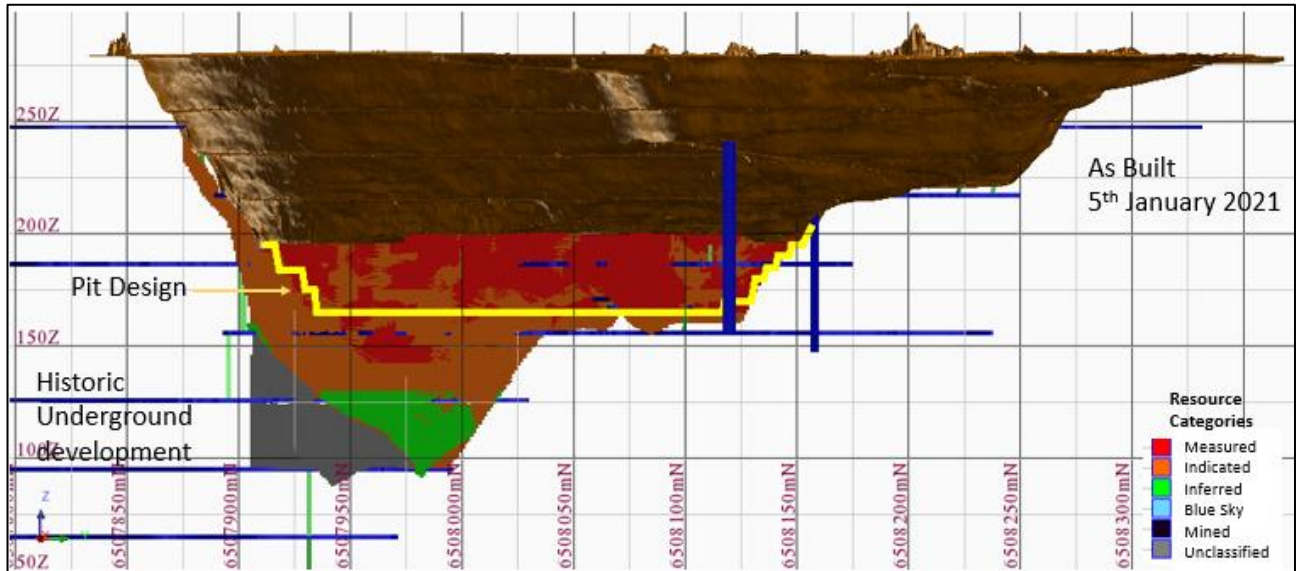 250Z
As Built
5th January 2021
200Z
Pit Design
150Z
Historic
Underground
development
Resource
Categories
Measured
Indicated
Inferred
Blue Sky
Mined
Unclassified
100Z
50Z
Z
6507850mN
6507900mN
6507950mN
6508000mN
6508050mN
6508100mN
6508150mN
6508200mN
6508250mN
6508300mN